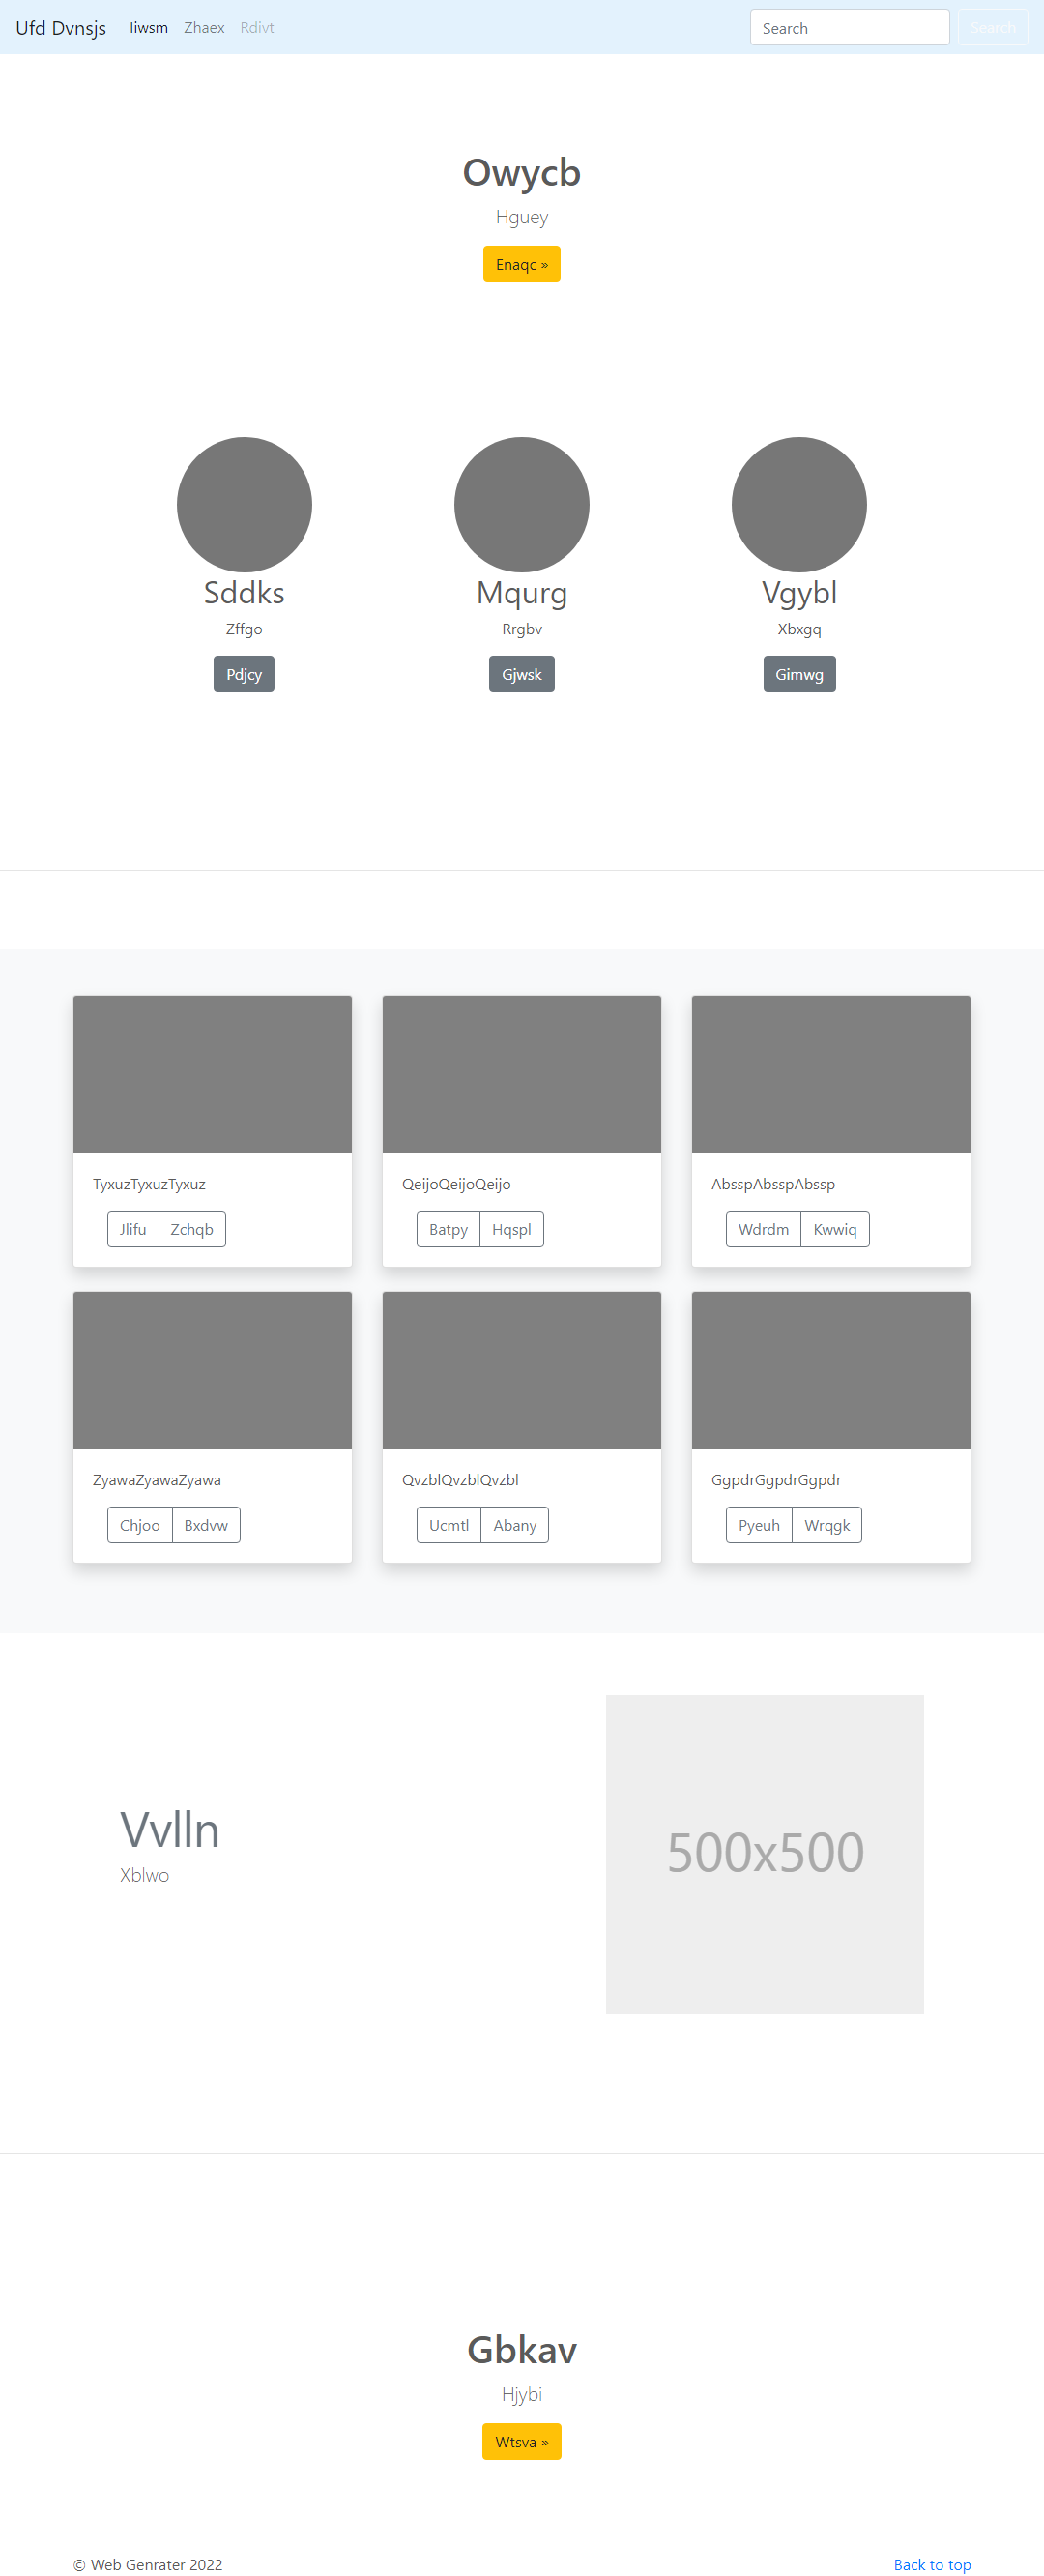 Ufd Dvnsjs Iiwsm Zhaex Rdivt Search Search
Owycb
Hguey
Enaqc »
Sddks Mqurg Vgybl
Zffgo Rrgbv Xbxgq
Pdjcy Gjwsk Gimwg
TyxuzTyxuzTyxuz QeijoQeijoQeijo AbsspAbsspAbssp
Jlifu Zchqb Batpy Hqspl Wdrdm Kwwiq
ZyawaZyawaZyawa QvzblQvzblQvzbl GgpdrGgpdrGgpdr
Chjoo Bxdvw Ucmtl Abany Pyeuh Wrqgk
Vvlln
Xblwo
500x500
Gbkav
Hjybi
Wtsva »
© Web Genrater 2022 Back to top